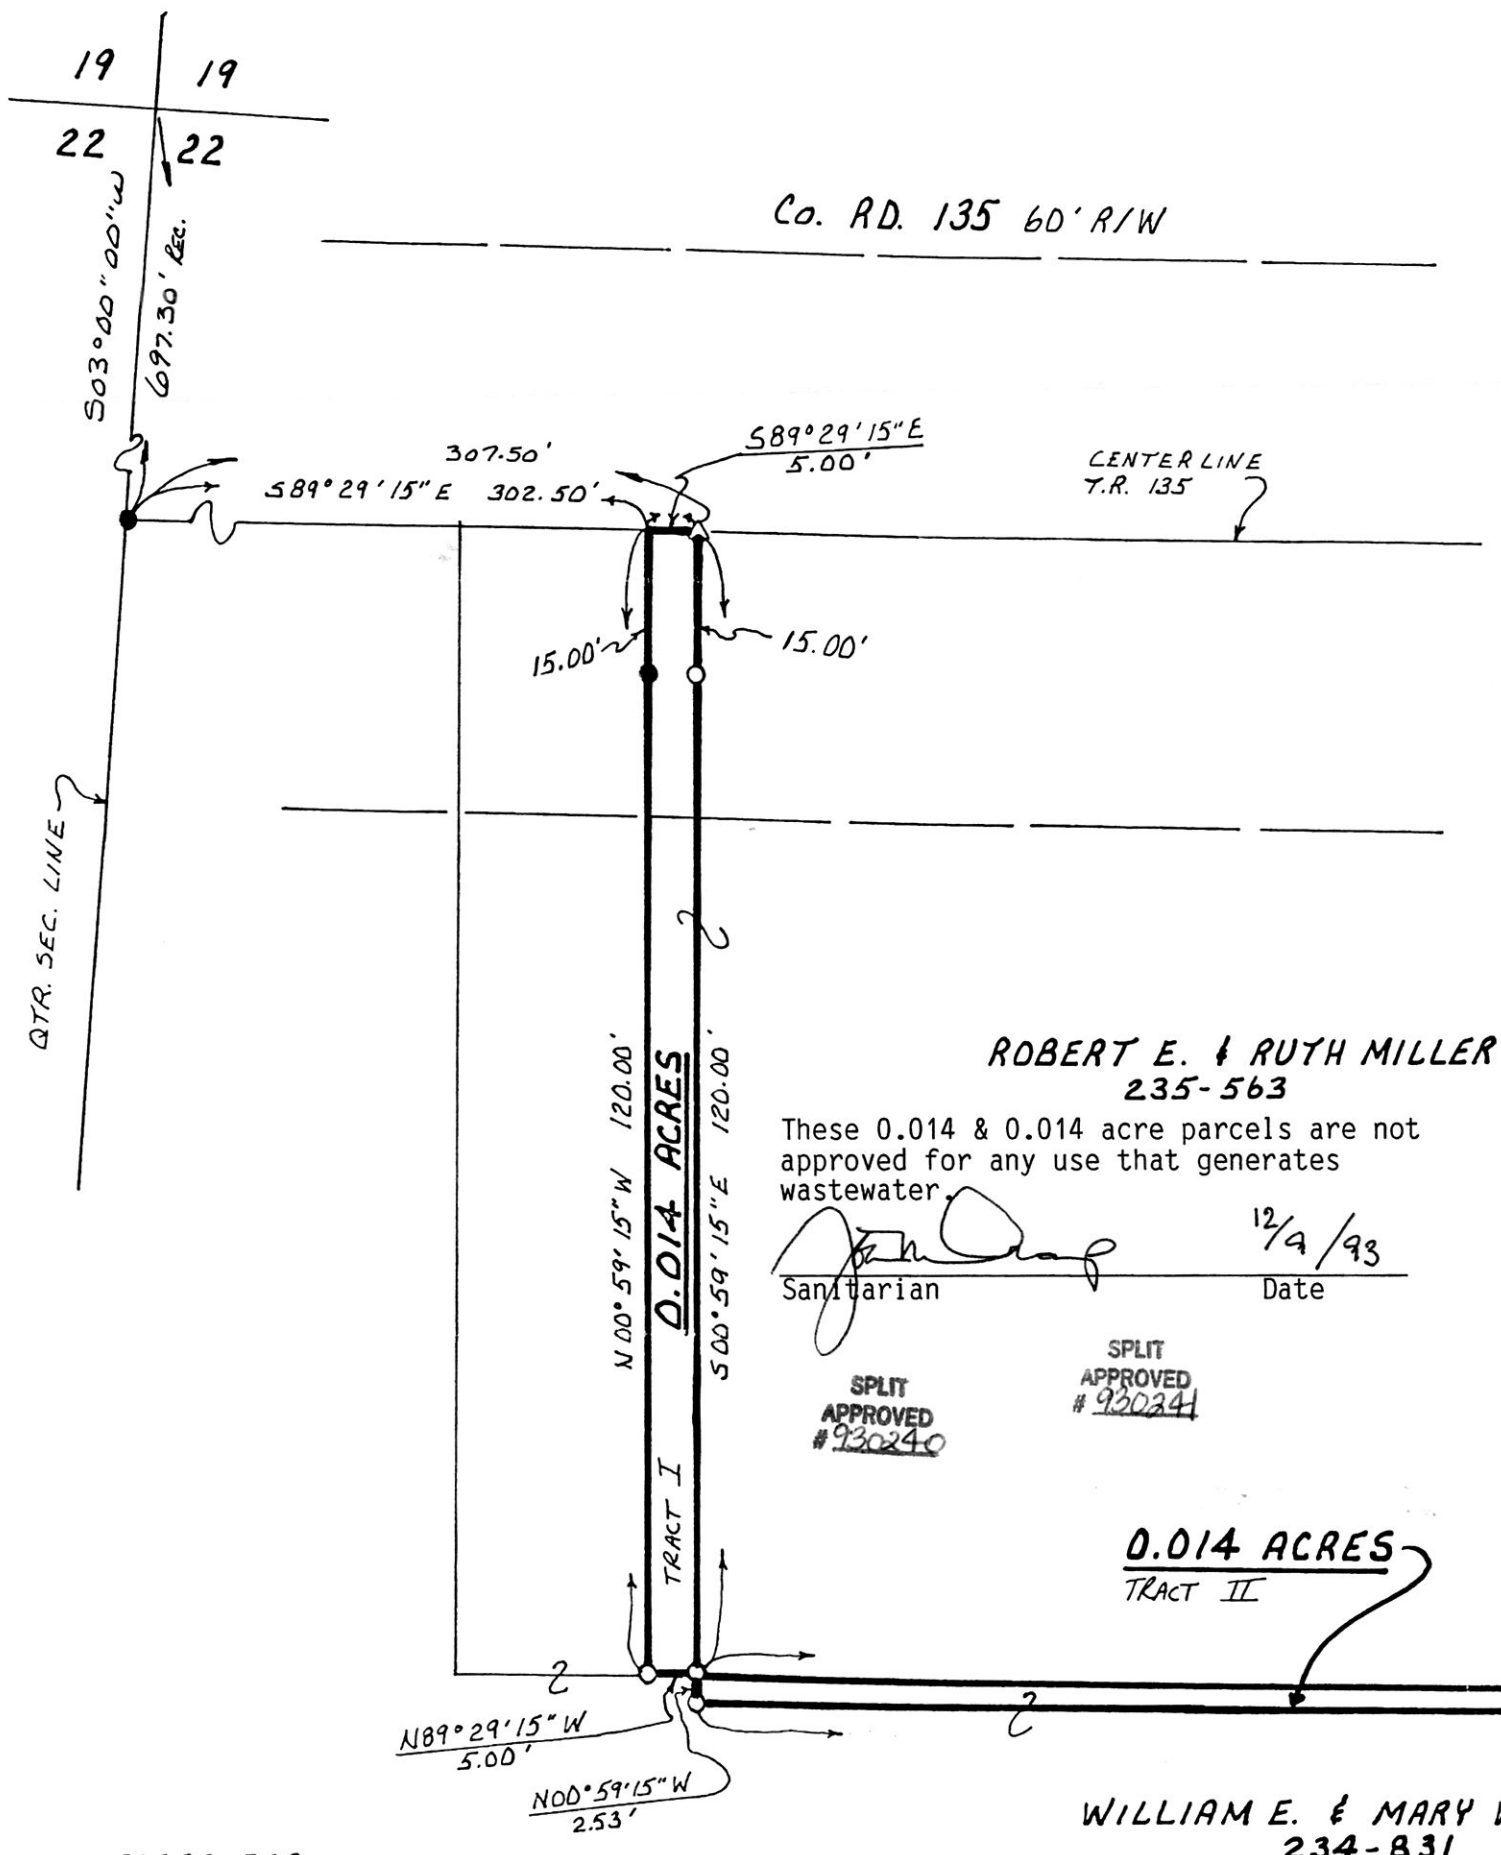 19 19
22 22
S03°00"00"W
697.30' REC.
CO. RD. 135 60' R/W
307.50'
S89°29'15"E 302.50'
S89°29'15"E
5.00'
CENTER LINE
T.R. 135
15.00'
15.00'
QTR. SEC. LINE
N00°59'15"W 120.00'
0.014 ACRES
S00°59'15"E 120.00'
TRACT I
ROBERT E. & RUTH MILLER
235-563
These 0.014 & 0.014 acre parcels are not
approved for any use that generates
wastewater.
12/9/93
Sanitarian Date
SPLIT
APPROVED
# 930240
SPLIT
APPROVED
# 930241
0.014 ACRES
TRACT II
N89°29'15"W
5.00'
N00°59'15"W
2.53'
WILLIAM E. & MARY
234-831